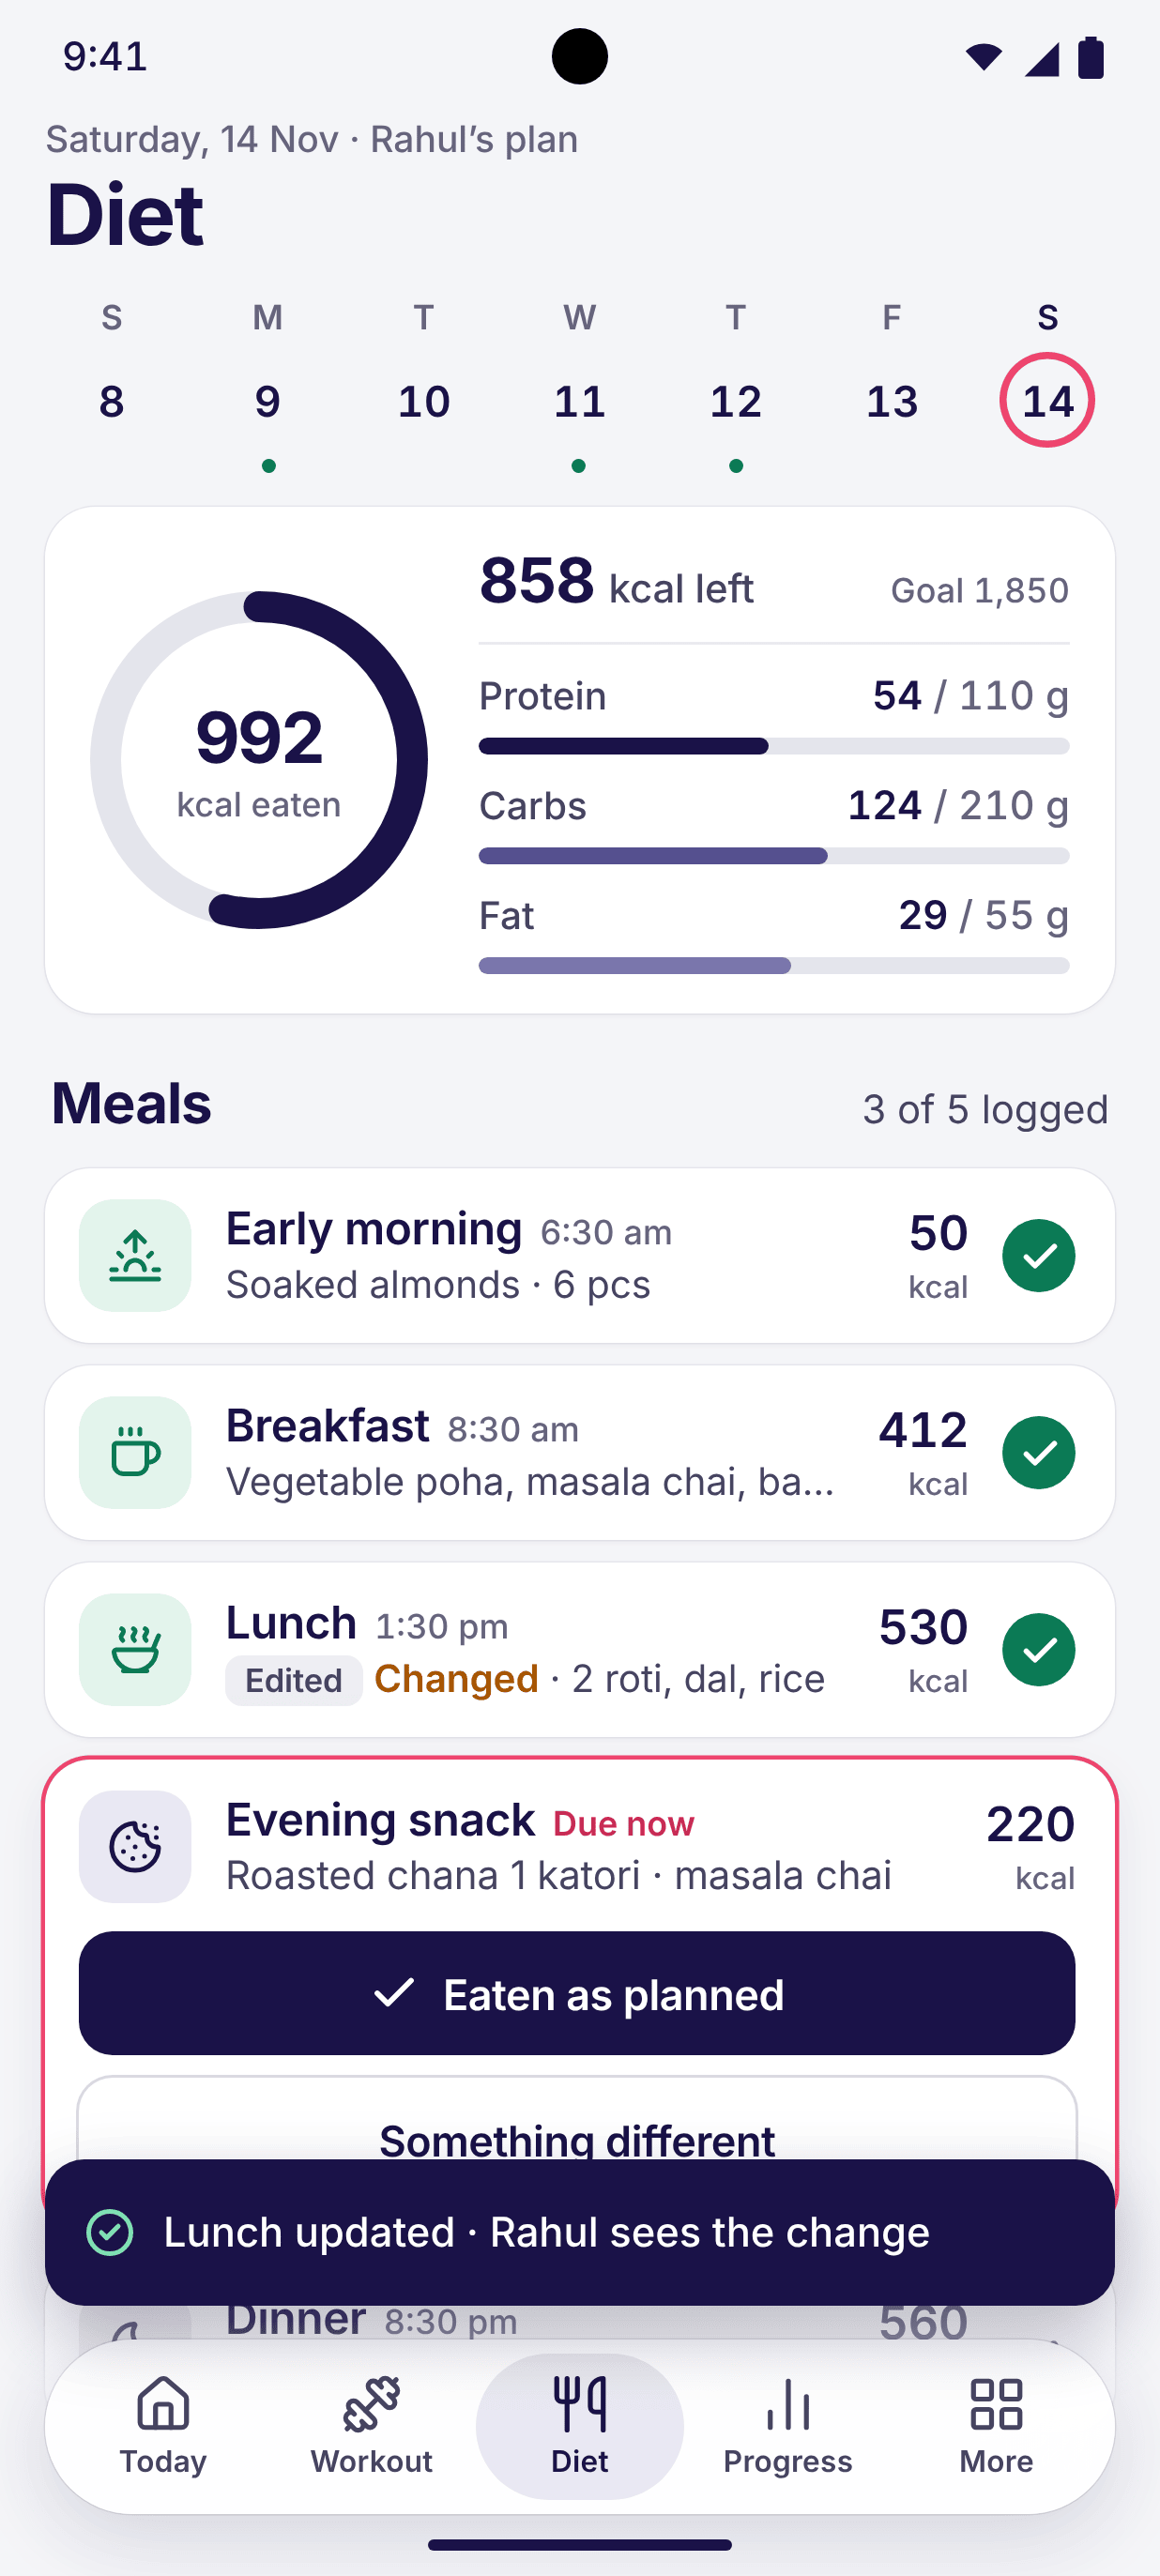 9:41
Saturday, 14 Nov · Rahul’s plan
Diet
S M T W T F S
8 9 10 11 12 13 14
858 kcal left Goal 1,850
992
kcal eaten
Protein 54 / 110 g
Carbs 124 / 210 g
Fat 29 / 55 g
Meals 3 of 5 logged
Early morning 6:30 am 50
Soaked almonds · 6 pcs kcal
Breakfast 8:30 am 412
Vegetable poha, masala chai, ba... kcal
Lunch 1:30 pm 530
Edited Changed · 2 roti, dal, rice kcal
Evening snack Due now 220
Roasted chana 1 katori · masala chai kcal
Eaten as planned
Something different
Lunch updated · Rahul sees the change
Dinner 8:30 pm 560
Today Workout Diet Progress More